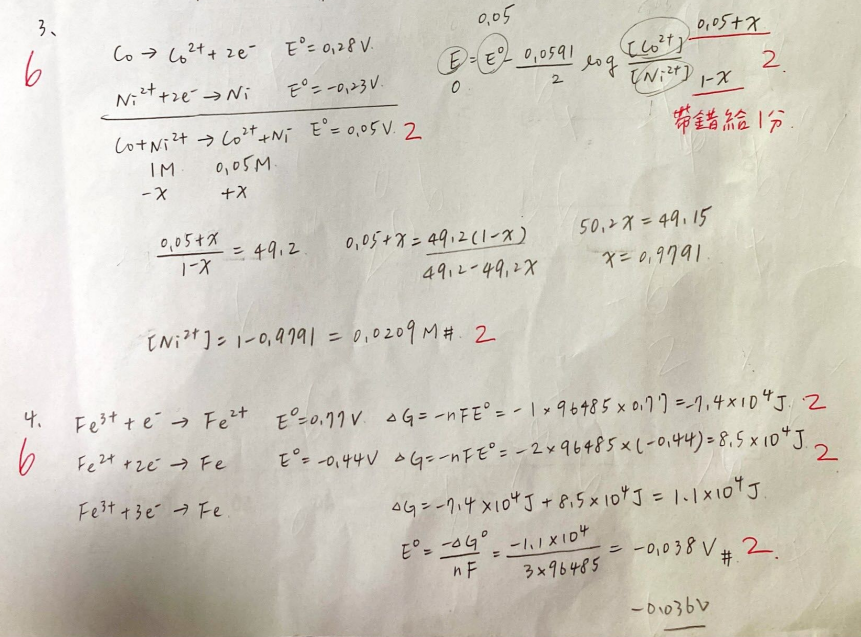 3、
6
0.05
Co → Co²⁺ + 2e⁻ E° = 0.28 V.
Ni²⁺ + 2e⁻ → Ni E° = -0.23 V.
Co + Ni²⁺ → Co²⁺ + Ni E° = 0.05 V. 2
1M 0.05M.
-x +x
E = E° - 0.0591/2 log [Co²⁺]/[Ni²⁺] 0.05+x / 1-x 2.
0
帶錯給1分.
(0.05+x)/(1-x) = 49.2 0.05+x = 49.2(1-x) 50.2x = 49.15
49.2-49.2x x = 0.9791.
[Ni²⁺] = 1-0.9791 = 0.0209 M # 2
4.
6
Fe³⁺ + e⁻ → Fe²⁺ E° = 0.77 V. ΔG = -nFE° = -1 × 96485 × 0.77 = -7.4×10⁴ J. 2
Fe²⁺ + 2e⁻ → Fe E° = -0.44V ΔG = -nFE° = -2×96485×(-0.44) = 8.5×10⁴ J. 2
Fe³⁺ + 3e⁻ → Fe. ΔG = -7.4×10⁴ J + 8.5×10⁴ J = 1.1×10⁴ J.
E° = -ΔG°/nF = -1.1×10⁴/3×96485 = -0.038 V # 2.
-0.036V